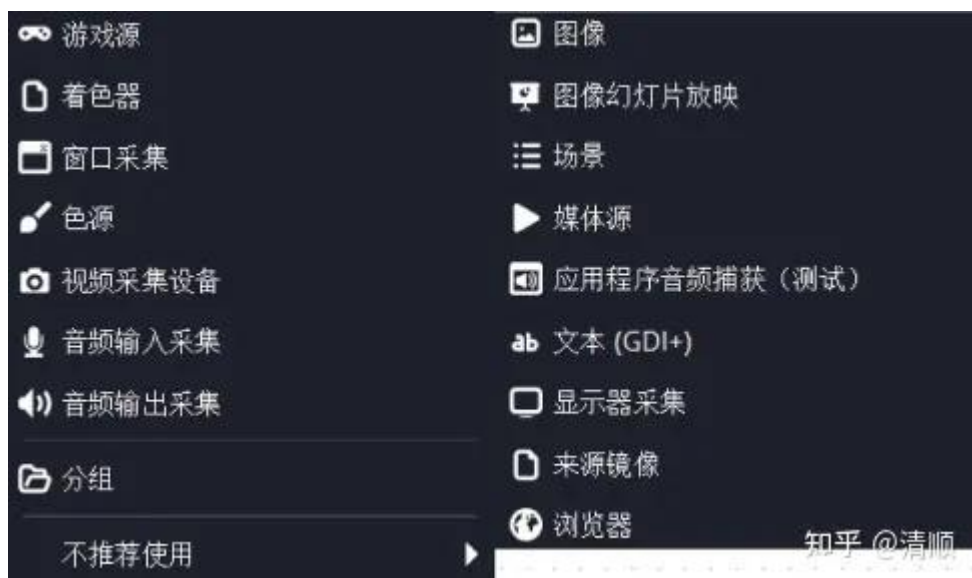 游戏源
着色器
窗口采集
色源
视频采集设备
音频输入采集
音频输出采集
分组
不推荐使用
图像
图像幻灯片放映
场景
媒体源
应用程序音频捕获（测试）
ab 文本 (GDI+)
显示器采集
来源镜像
浏览器
知乎 @清顺